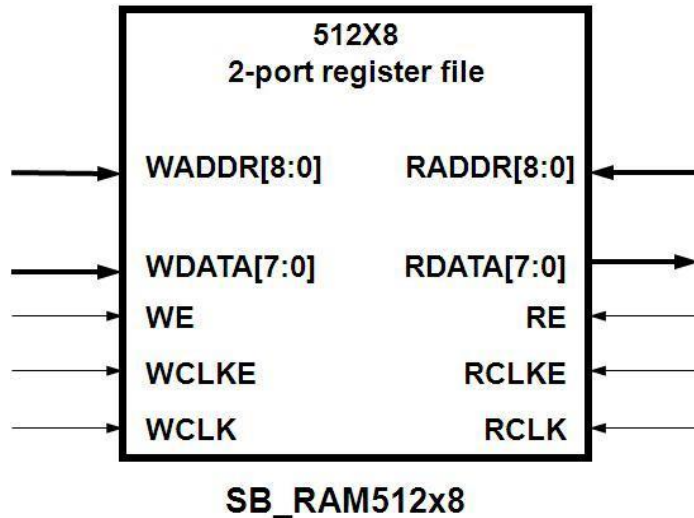 512X8
2-port register file
WADDR[8:0] RADDR[8:0]
WDATA[7:0] RDATA[7:0]
WE RE
WCLKE RCLKE
WCLK RCLK
SB_RAM512x8